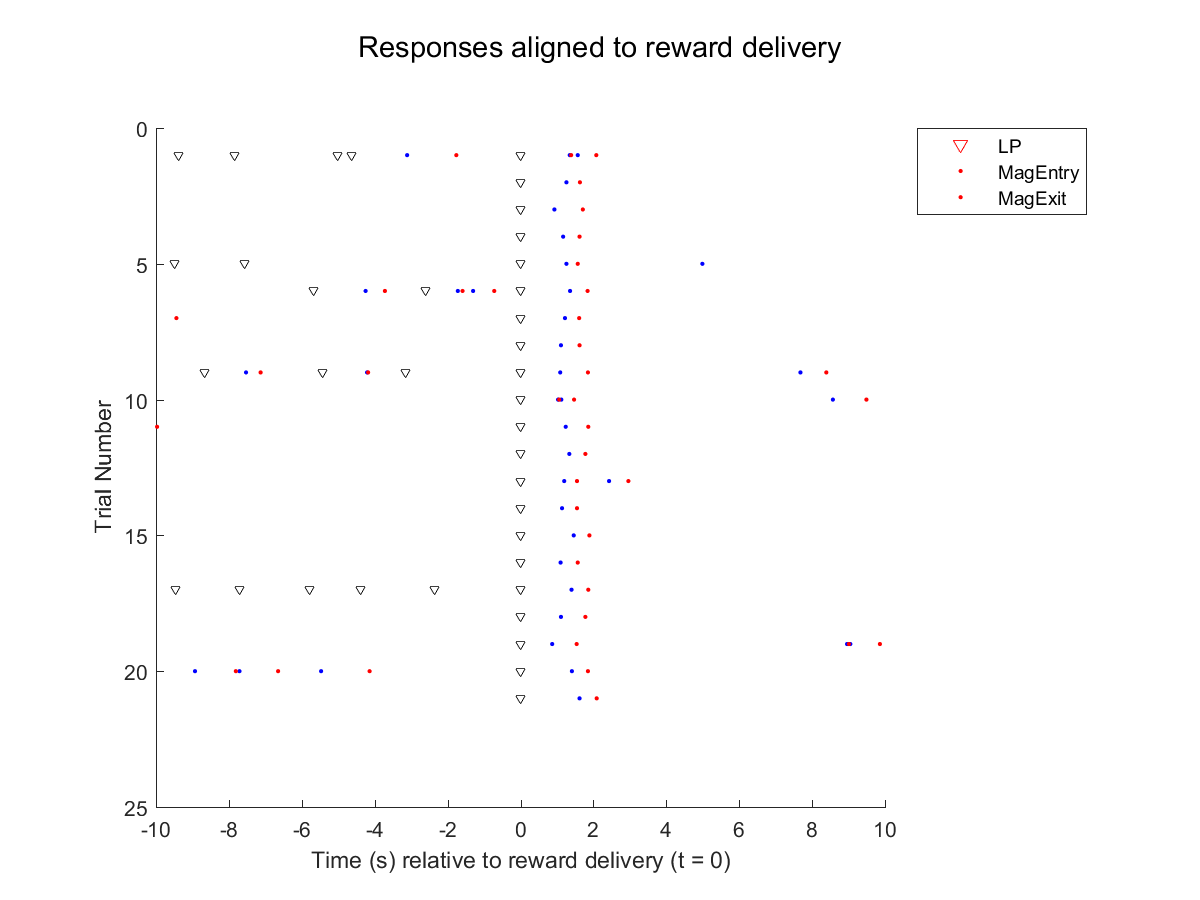 Responses aligned to reward delivery
LP
MagEntry
MagExit
0
5
10
15
20
25
Trial Number
-10 -8 -6 -4 -2 0 2 4 6 8 10
Time (s) relative to reward delivery (t = 0)